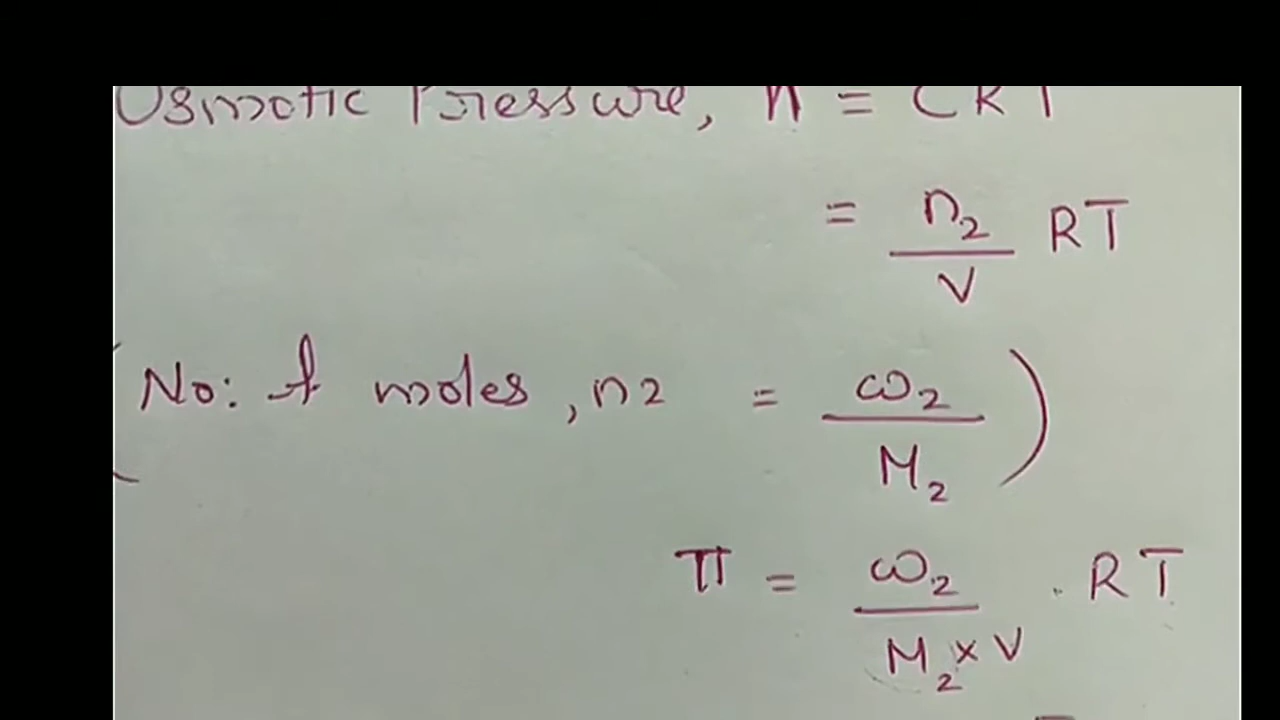 Osmotic Pressure, π = CRT
= n₂/V RT
(No: of moles, n2 = ω₂/M₂)
π = ω₂/M₂×V . RT